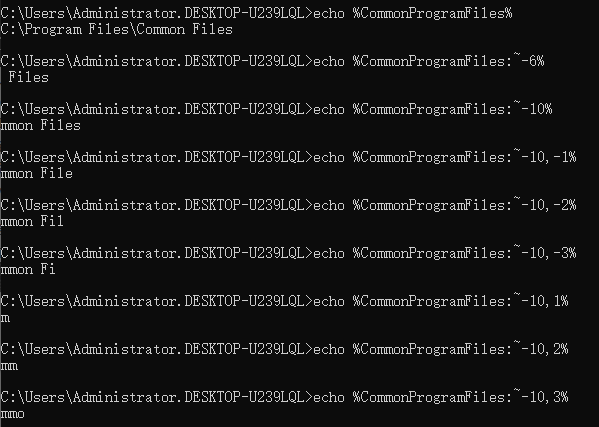 C:\Users\Administrator.DESKTOP-U239LQL>echo %CommonProgramFiles%
C:\Program Files\Common Files
C:\Users\Administrator.DESKTOP-U239LQL>echo %CommonProgramFiles:~-6%
 Files
C:\Users\Administrator.DESKTOP-U239LQL>echo %CommonProgramFiles:~-10%
mmon Files
C:\Users\Administrator.DESKTOP-U239LQL>echo %CommonProgramFiles:~-10,-1%
mmon File
C:\Users\Administrator.DESKTOP-U239LQL>echo %CommonProgramFiles:~-10,-2%
mmon Fil
C:\Users\Administrator.DESKTOP-U239LQL>echo %CommonProgramFiles:~-10,-3%
mmon Fi
C:\Users\Administrator.DESKTOP-U239LQL>echo %CommonProgramFiles:~-10,1%
m
C:\Users\Administrator.DESKTOP-U239LQL>echo %CommonProgramFiles:~-10,2%
mm
C:\Users\Administrator.DESKTOP-U239LQL>echo %CommonProgramFiles:~-10,3%
mmo